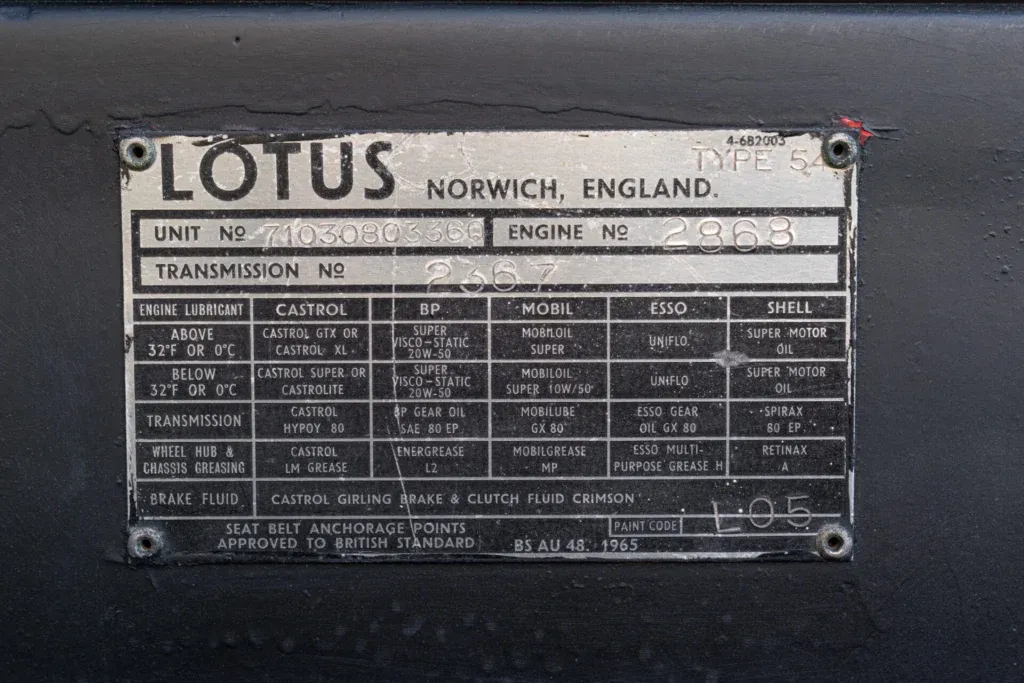 4-6B2003
LOTUS NORWICH, ENGLAND. TYPE 54
UNIT Nº 7103080336Q ENGINE Nº 2868
TRANSMISSION Nº 2367
ENGINE LUBRICANT CASTROL BP MOBIL ESSO SHELL
ABOVE 32°F OR 0°C
CASTROL GTX OR CASTROL XL
SUPER VISCO-STATIC 20W-50
MOBILOIL SUPER
UNIFLO
SUPER MOTOR OIL
BELOW 32°F OR 0°C
CASTROL SUPER OR CASTROLITE
SUPER VISCO-STATIC 20W-50
MOBILOIL SUPER 10W/50
UNIFLO
SUPER MOTOR OIL
TRANSMISSION
CASTROL HYPOY 80
BP GEAR OIL SAE 80 EP
MOBILUBE GX 80
ESSO GEAR OIL GX 80
SPIRAX 80 EP
WHEEL HUB & CHASSIS GREASING
CASTROL LM GREASE
ENERGREASE L2
MOBILGREASE MP
ESSO MULTI-PURPOSE GREASE H
RETINAX A
BRAKE FLUID CASTROL GIRLING BRAKE & CLUTCH FLUID CRIMSON
SEAT BELT ANCHORAGE POINTS
APPROVED TO BRITISH STANDARD BS AU 48. 1965
PAINT CODE L05